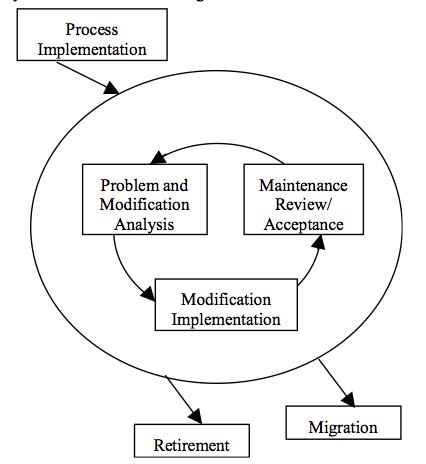 Process
Implementation
Problem and
Modification
Analysis
Maintenance
Review/
Acceptance
Modification
Implementation
Migration
Retirement